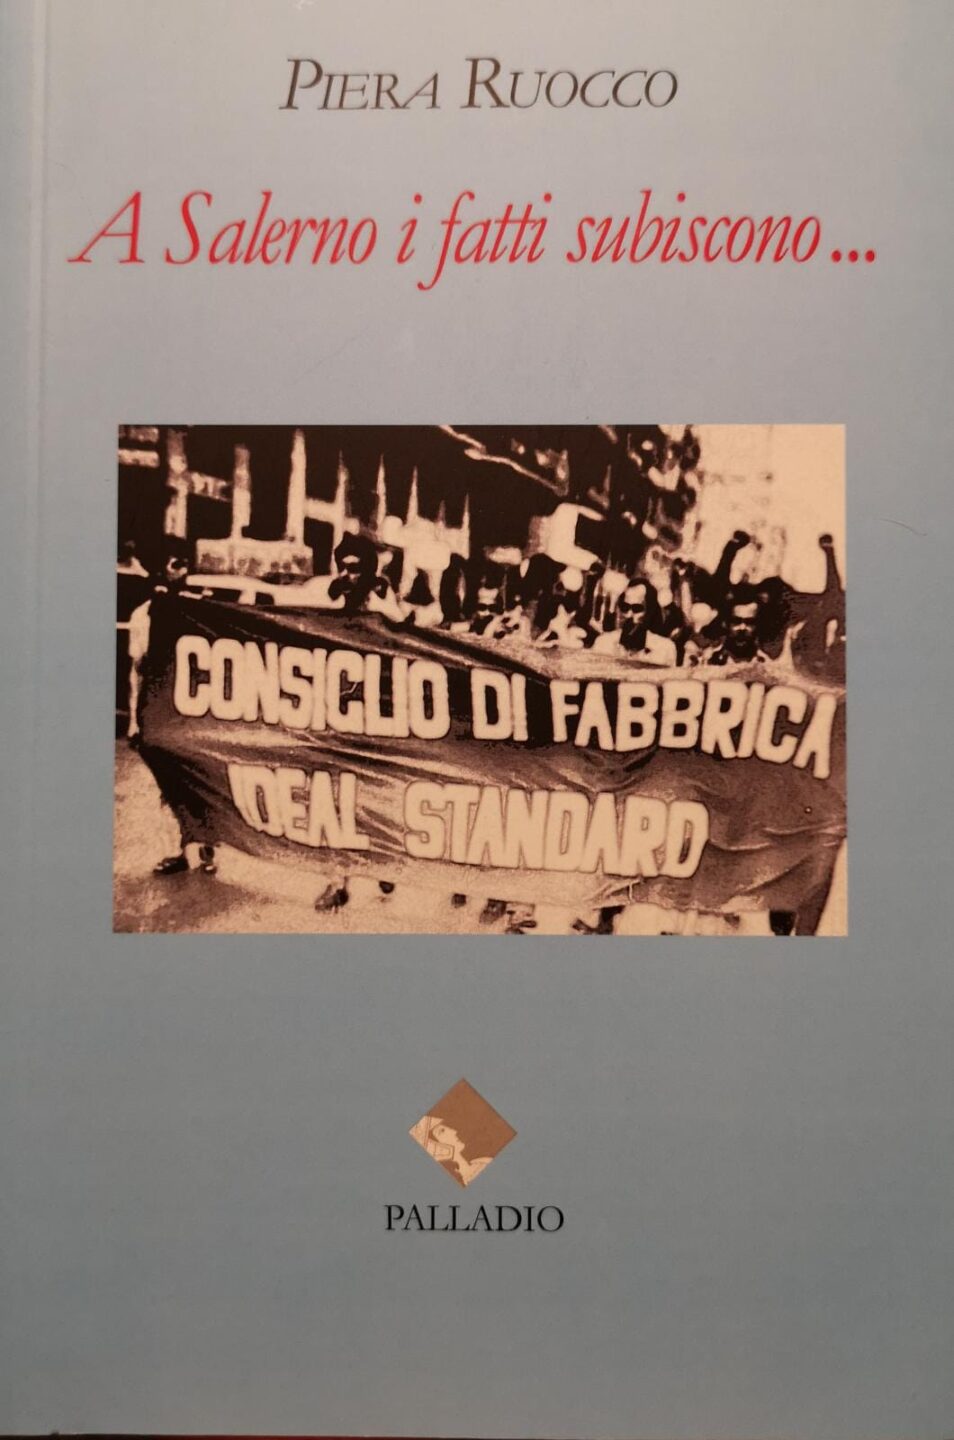 PIERA RUOCCO
A Salerno i fatti subiscono...
CONSIGLIO DI FABBRICA
IDEAL STANDARD
PALLADIO